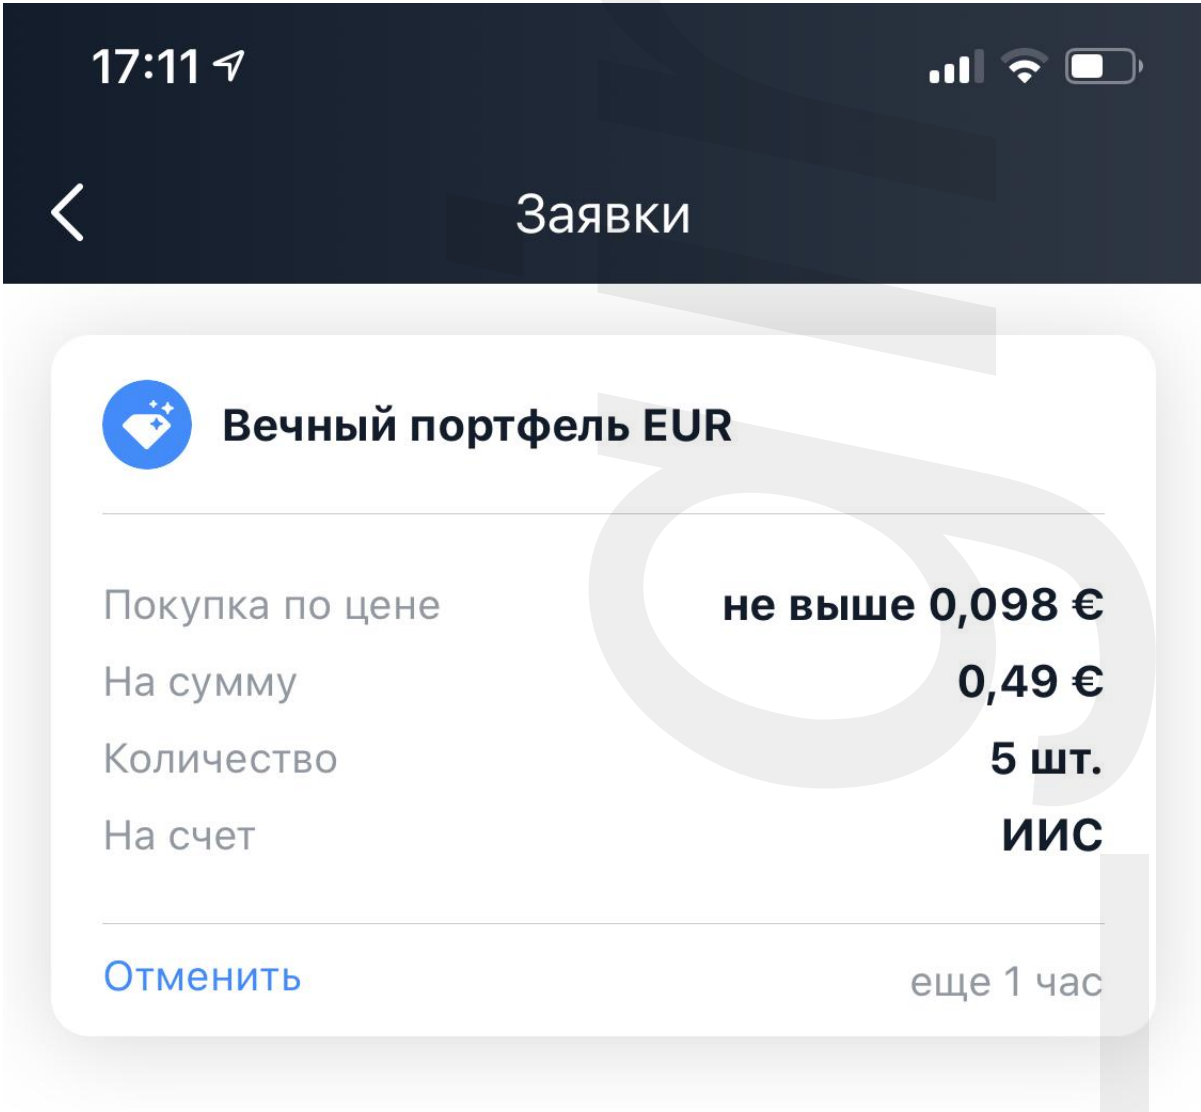 17:11
Заявки
Вечный портфель EUR
Покупка по цене не выше 0,098 €
На сумму 0,49 €
Количество 5 шт.
На счет ИИС
Отменить еще 1 час